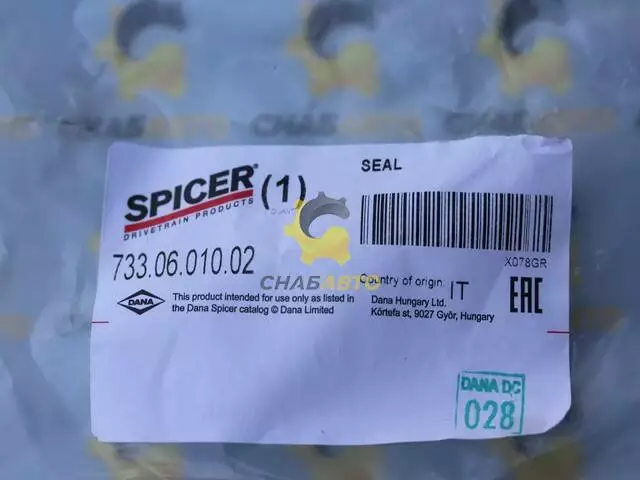 СНАБАВТО СНАБАВТО
SPICER®
DRIVETRAIN PRODUCTS
(1)
SEAL
X078GR
733.06.010.02
СНАБАВТО
Country of origin. IT
EAC
DANA
This product intended for use only as listed in
the Dana Spicer catalog © Dana Limited
Dana Hungary Ltd.
Körtefa st, 9027 Győr, Hungary
DANA DC
028